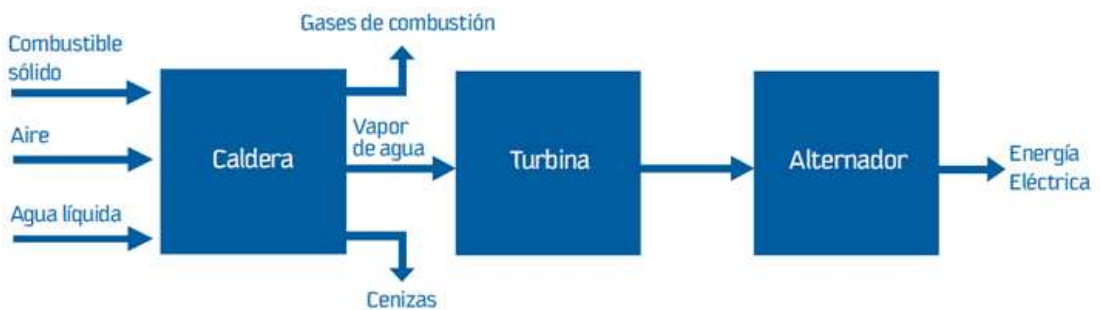 Gases de combustión
Combustible
sólido
Aire
Agua líquida
Caldera
Vapor
de agua
Cenizas
Turbina
Alternador
Energía
Eléctrica